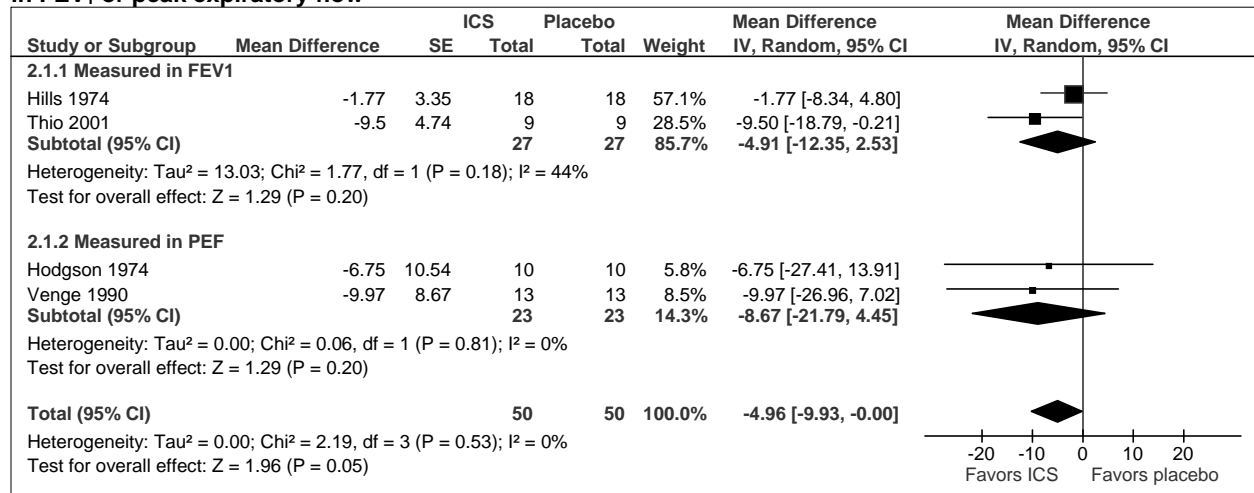 in FEV₁ or peak expiratory flow
ICS Placebo Mean Difference Mean Difference
Study or Subgroup Mean Difference SE Total Total Weight IV, Random, 95% CI IV, Random, 95% CI
2.1.1 Measured in FEV1
Hills 1974 -1.77 3.35 18 18 57.1% -1.77 [-8.34, 4.80]
Thio 2001 -9.5 4.74 9 9 28.5% -9.50 [-18.79, -0.21]
Subtotal (95% CI) 27 27 85.7% -4.91 [-12.35, 2.53]
Heterogeneity: Tau² = 13.03; Chi² = 1.77, df = 1 (P = 0.18); I² = 44%
Test for overall effect: Z = 1.29 (P = 0.20)
2.1.2 Measured in PEF
Hodgson 1974 -6.75 10.54 10 10 5.8% -6.75 [-27.41, 13.91]
Venge 1990 -9.97 8.67 13 13 8.5% -9.97 [-26.96, 7.02]
Subtotal (95% CI) 23 23 14.3% -8.67 [-21.79, 4.45]
Heterogeneity: Tau² = 0.00; Chi² = 0.06, df = 1 (P = 0.81); I² = 0%
Test for overall effect: Z = 1.29 (P = 0.20)
Total (95% CI) 50 50 100.0% -4.96 [-9.93, -0.00]
Heterogeneity: Tau² = 0.00; Chi² = 2.19, df = 3 (P = 0.53); I² = 0%
Test for overall effect: Z = 1.96 (P = 0.05)
-20 -10 0 10 20
Favors ICS Favors placebo